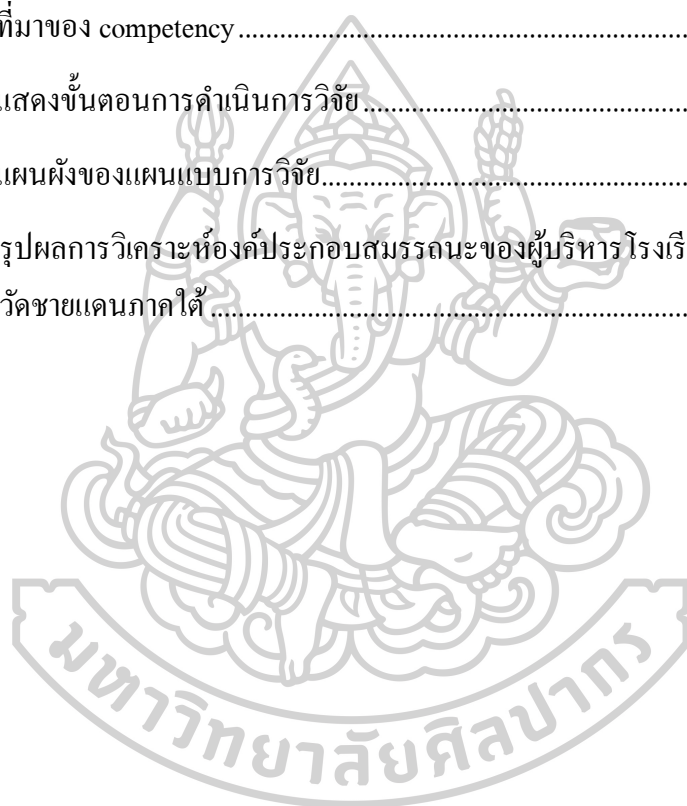 ที่มาของ competency
แสดงขั้นตอนการดำเนินการวิจัย
แผนผังของแผนแบบการวิจัย
รุปผลการวิเคราะห์องค์ประกอบสมรรถนะของผู้บริหารโรงเรี
วัดชายแดนภาคใต้
มหาวิทยาลัยศิลปากร